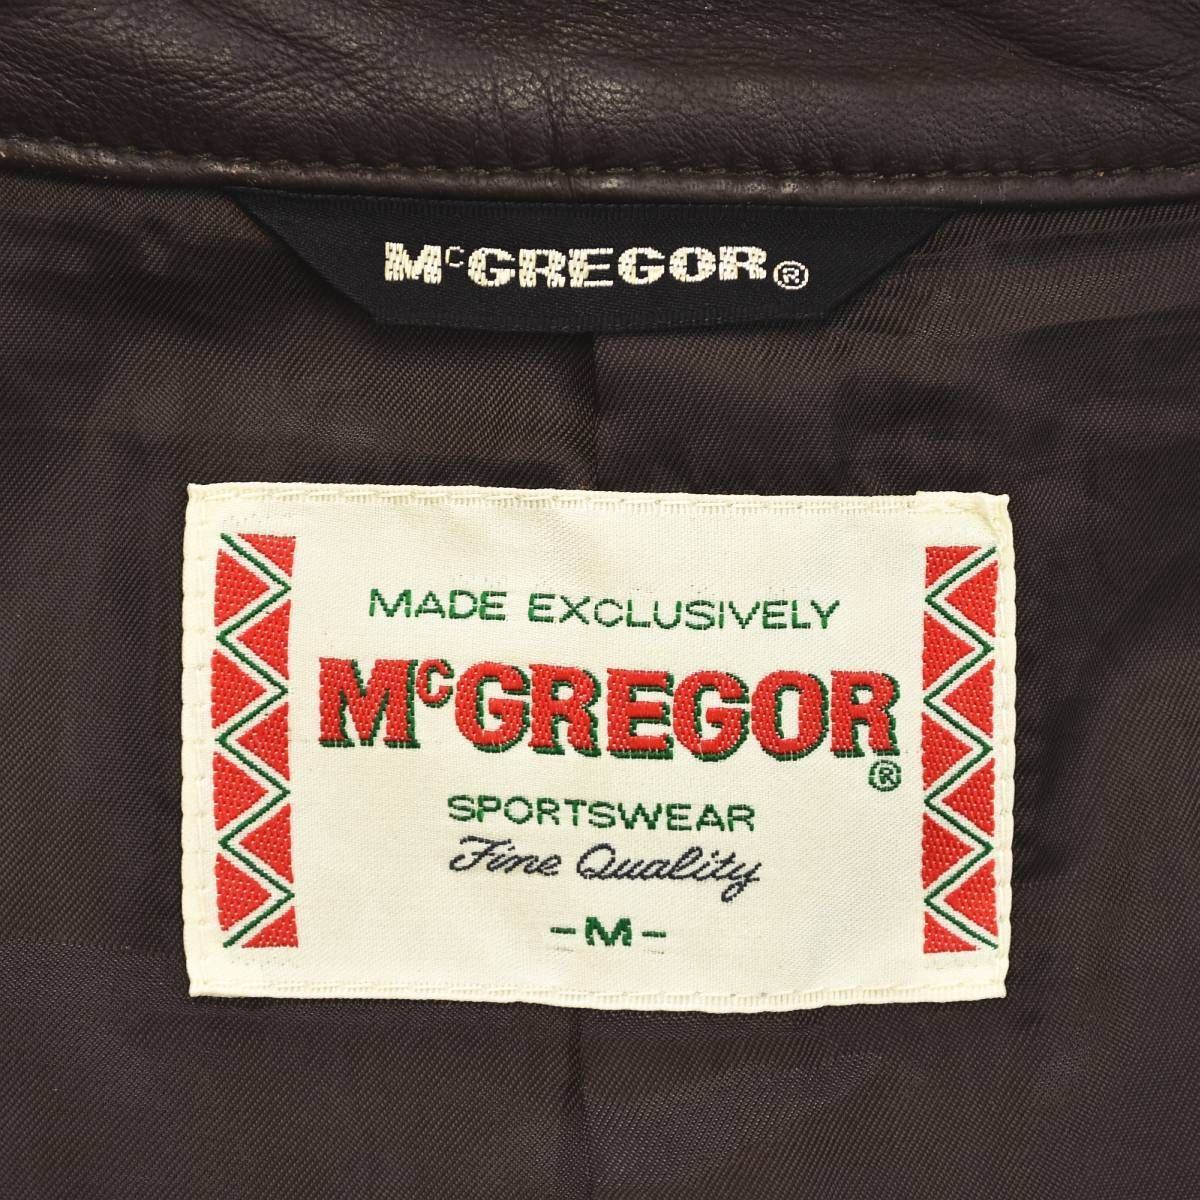 McGREGOR®
MADE EXCLUSIVELY
McGREGOR®
SPORTSWEAR
Fine Quality
-M-